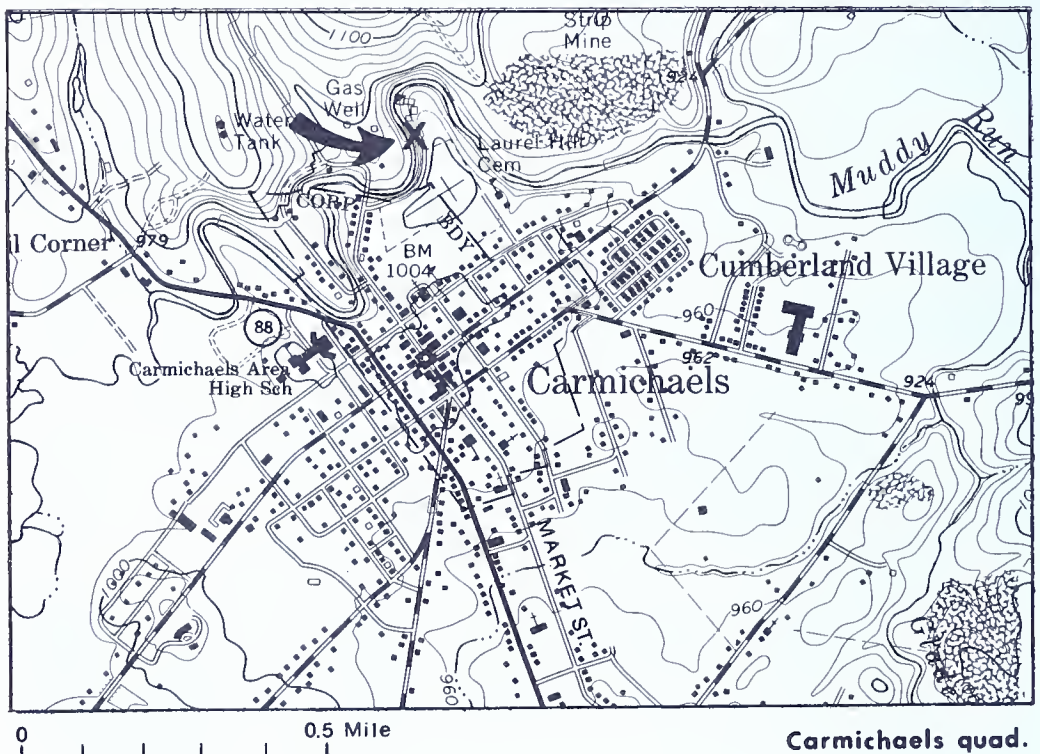 1100
Strip
Mine
924
Gas
Well
Water
Tank
X
Laurel Hill
Cem
Muddy Run
CORP
BDY
il Corner
979
BM
1004
Cumberland Village
88
960
Carmichaels Area
High Sch
962
Carmichaels
924
MARKET ST.
960
960
0
0.5 Mile
Carmichaels quad.